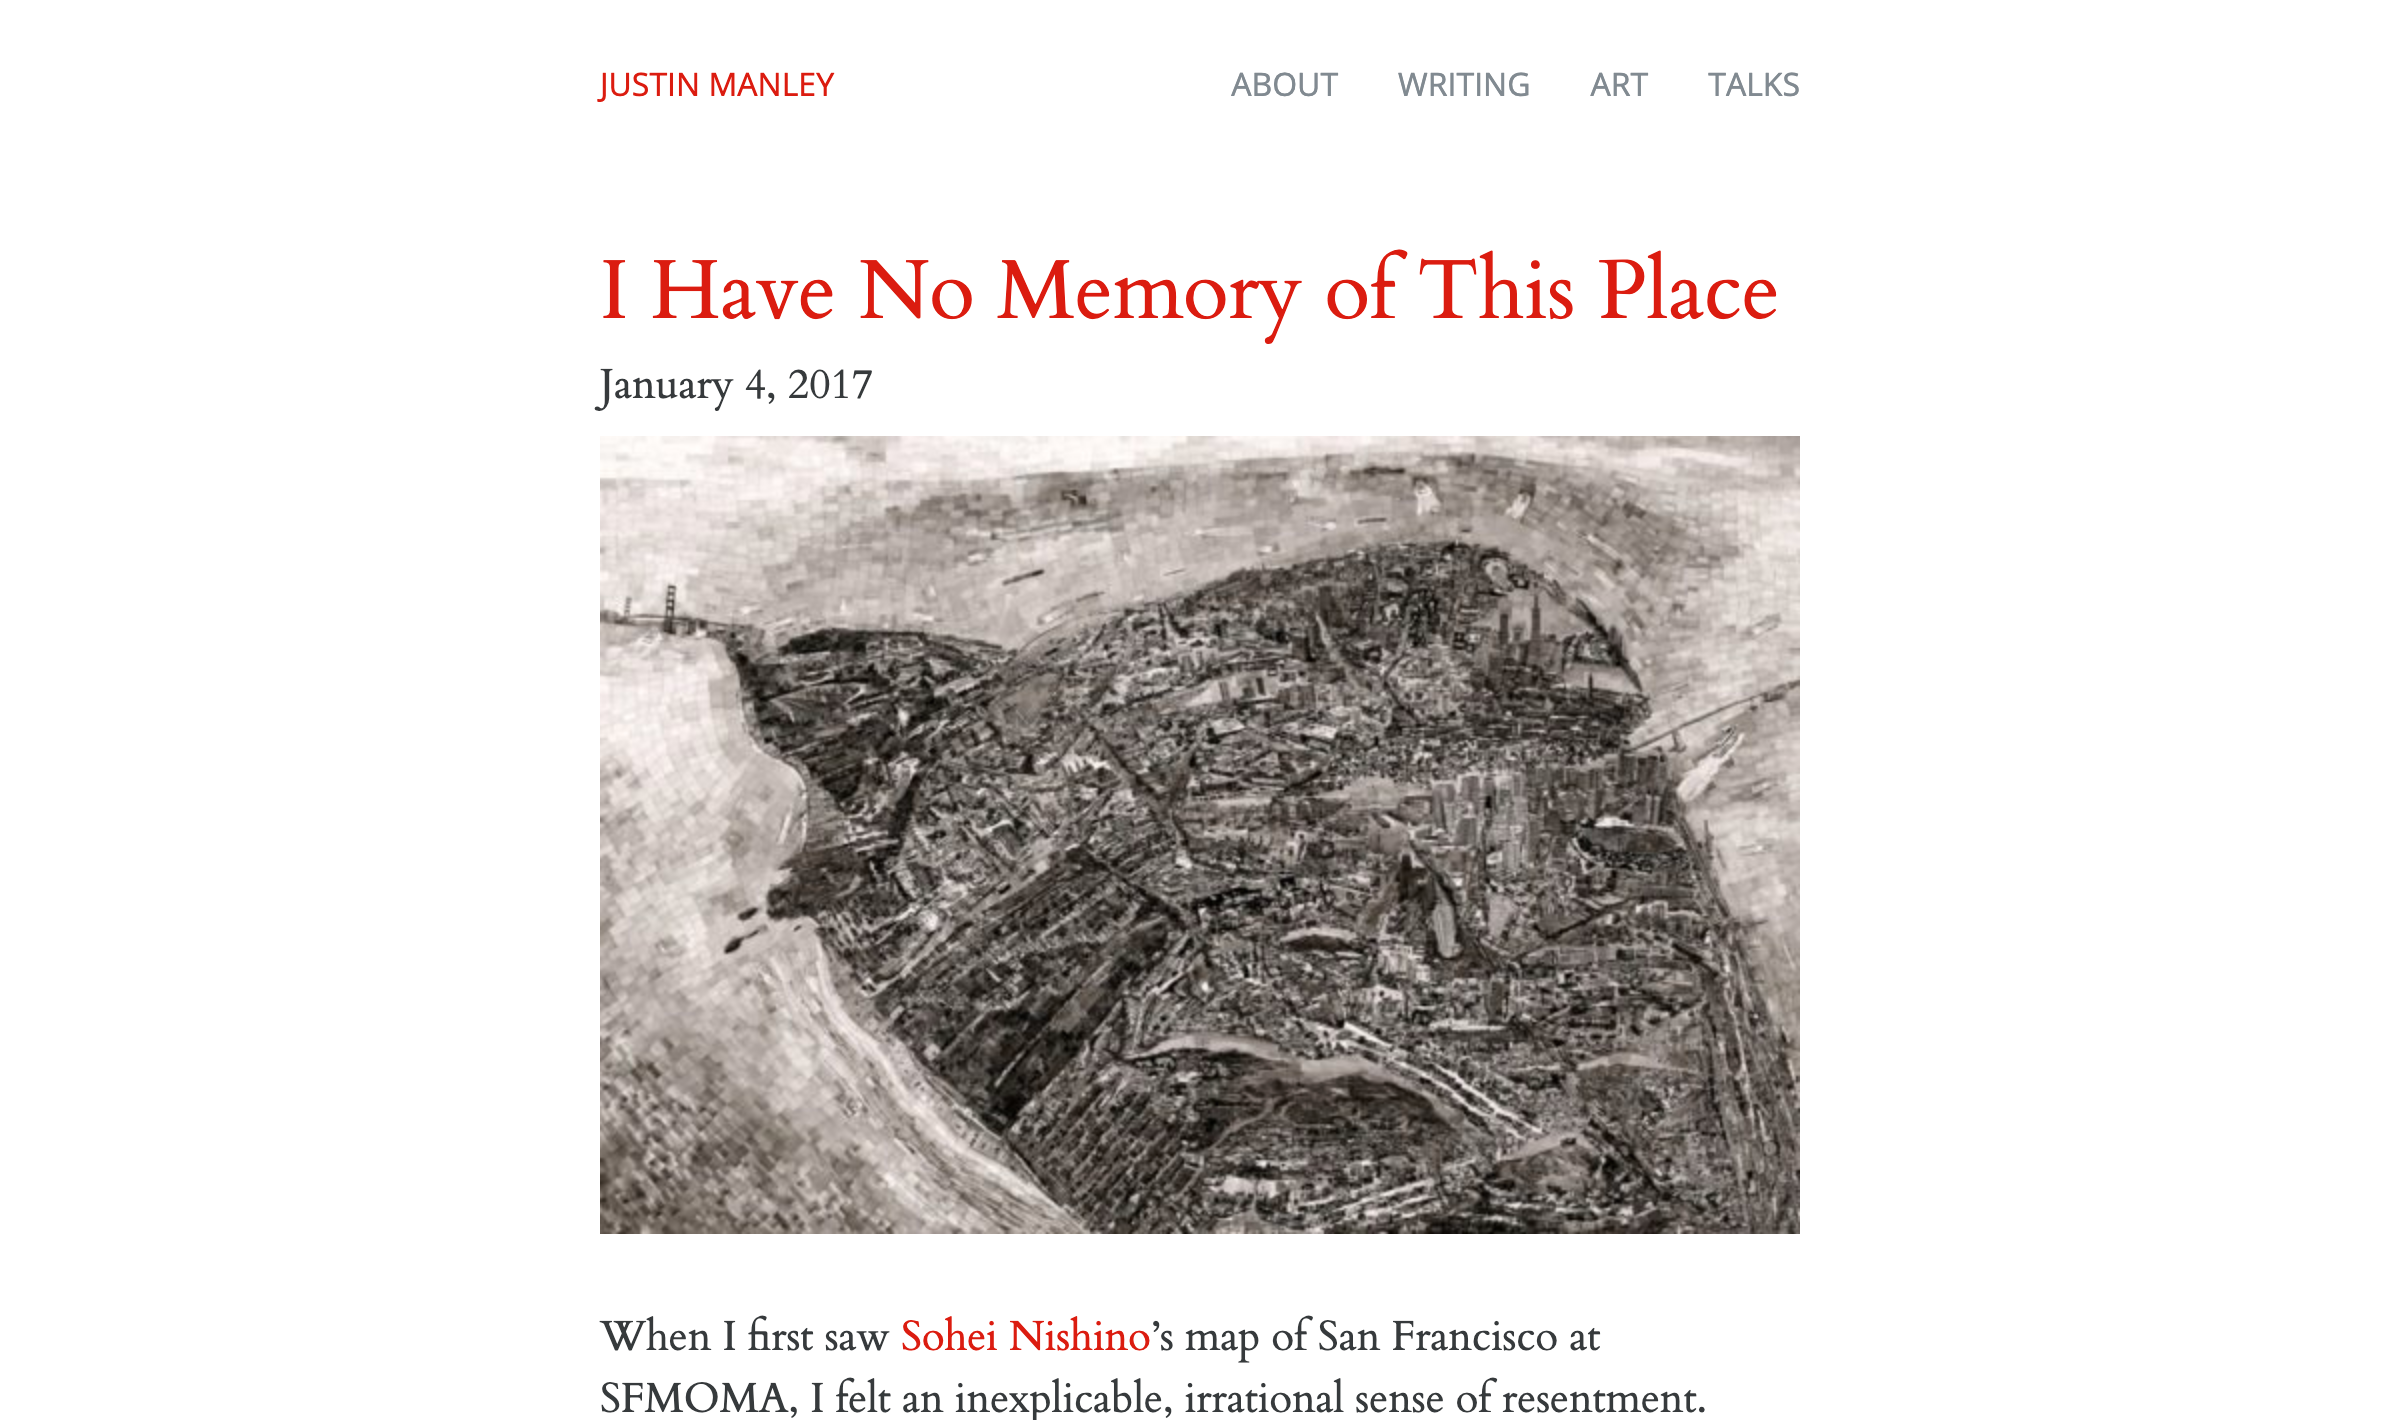 JUSTIN MANLEY
ABOUT WRITING ART TALKS
I Have No Memory of This Place
January 4, 2017
When I first saw Sohei Nishino’s map of San Francisco at
SFMOMA, I felt an inexplicable, irrational sense of resentment.